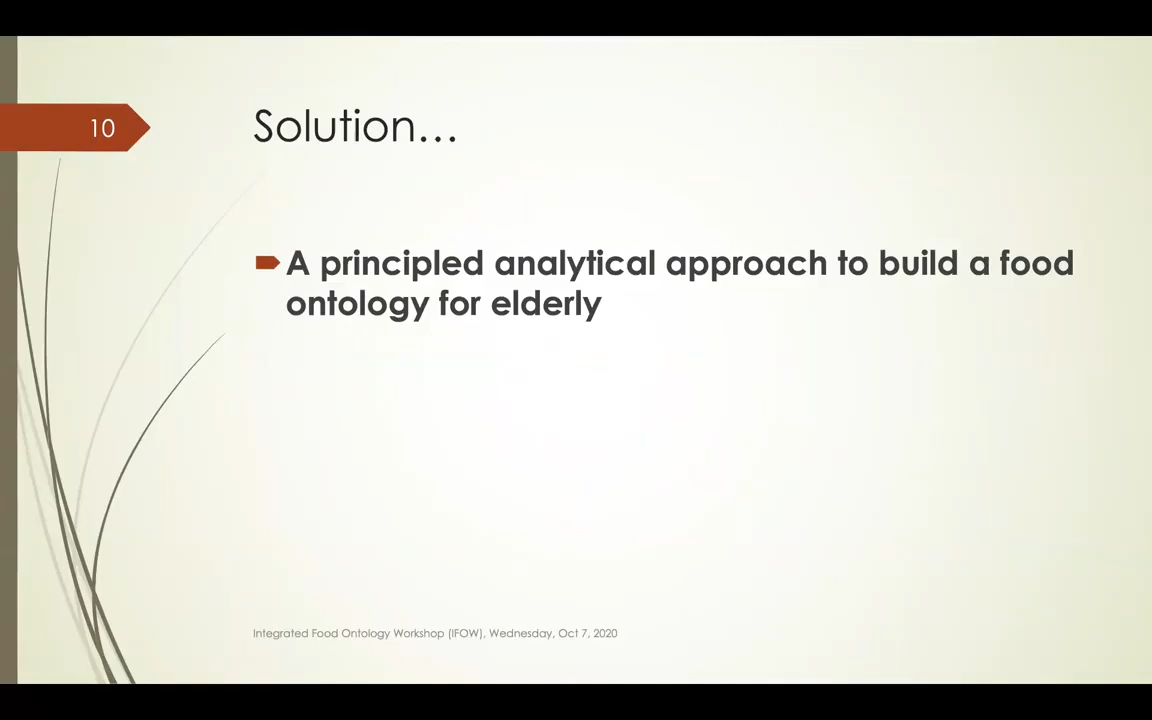 10
Solution…
A principled analytical approach to build a food
ontology for elderly
Integrated Food Ontology Workshop (IFOW), Wednesday, Oct 7, 2020